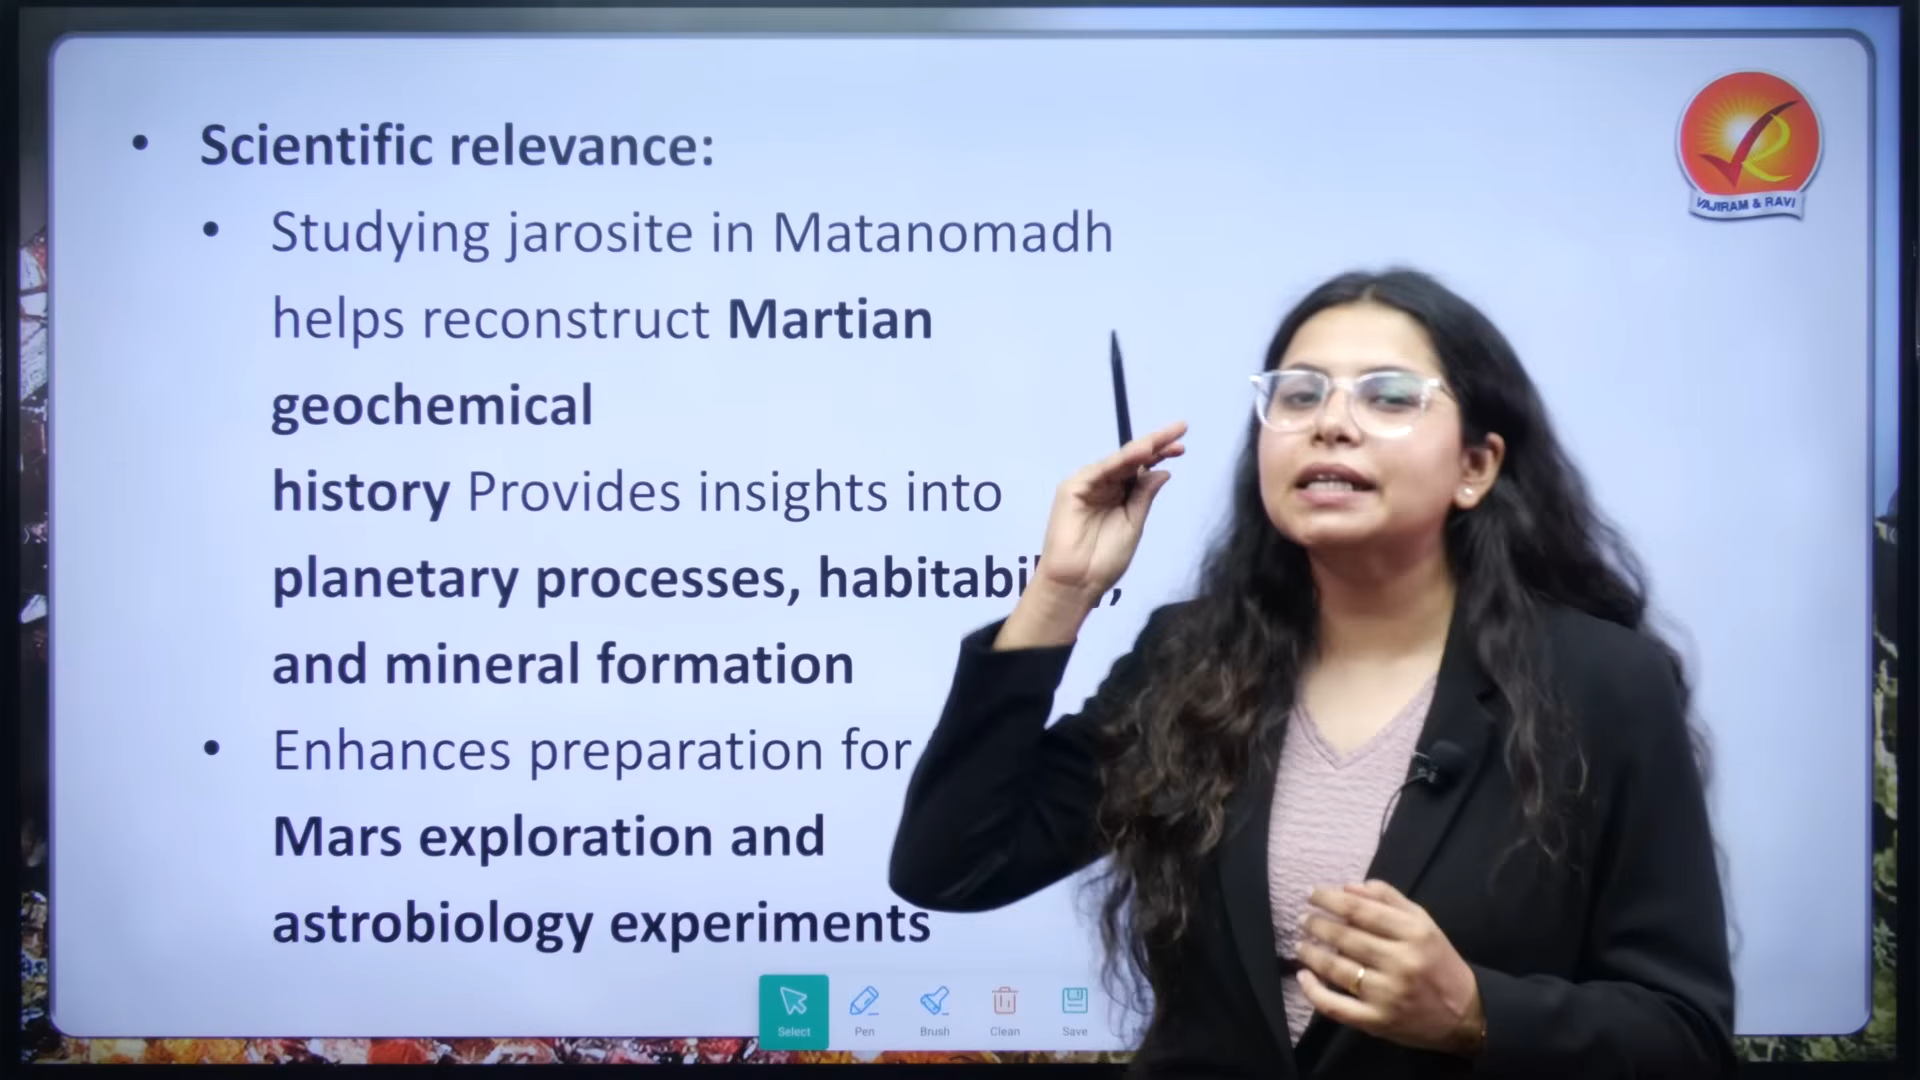 • Scientific relevance:
• Studying jarosite in Matanomadh
helps reconstruct Martian
geochemical
history Provides insights into
planetary processes,
and mineral formation
• Enhances preparation for
Mars exploration and
astrobiology experiments
VAJIRAM & RAVI
Select Pen Brush Clean Save